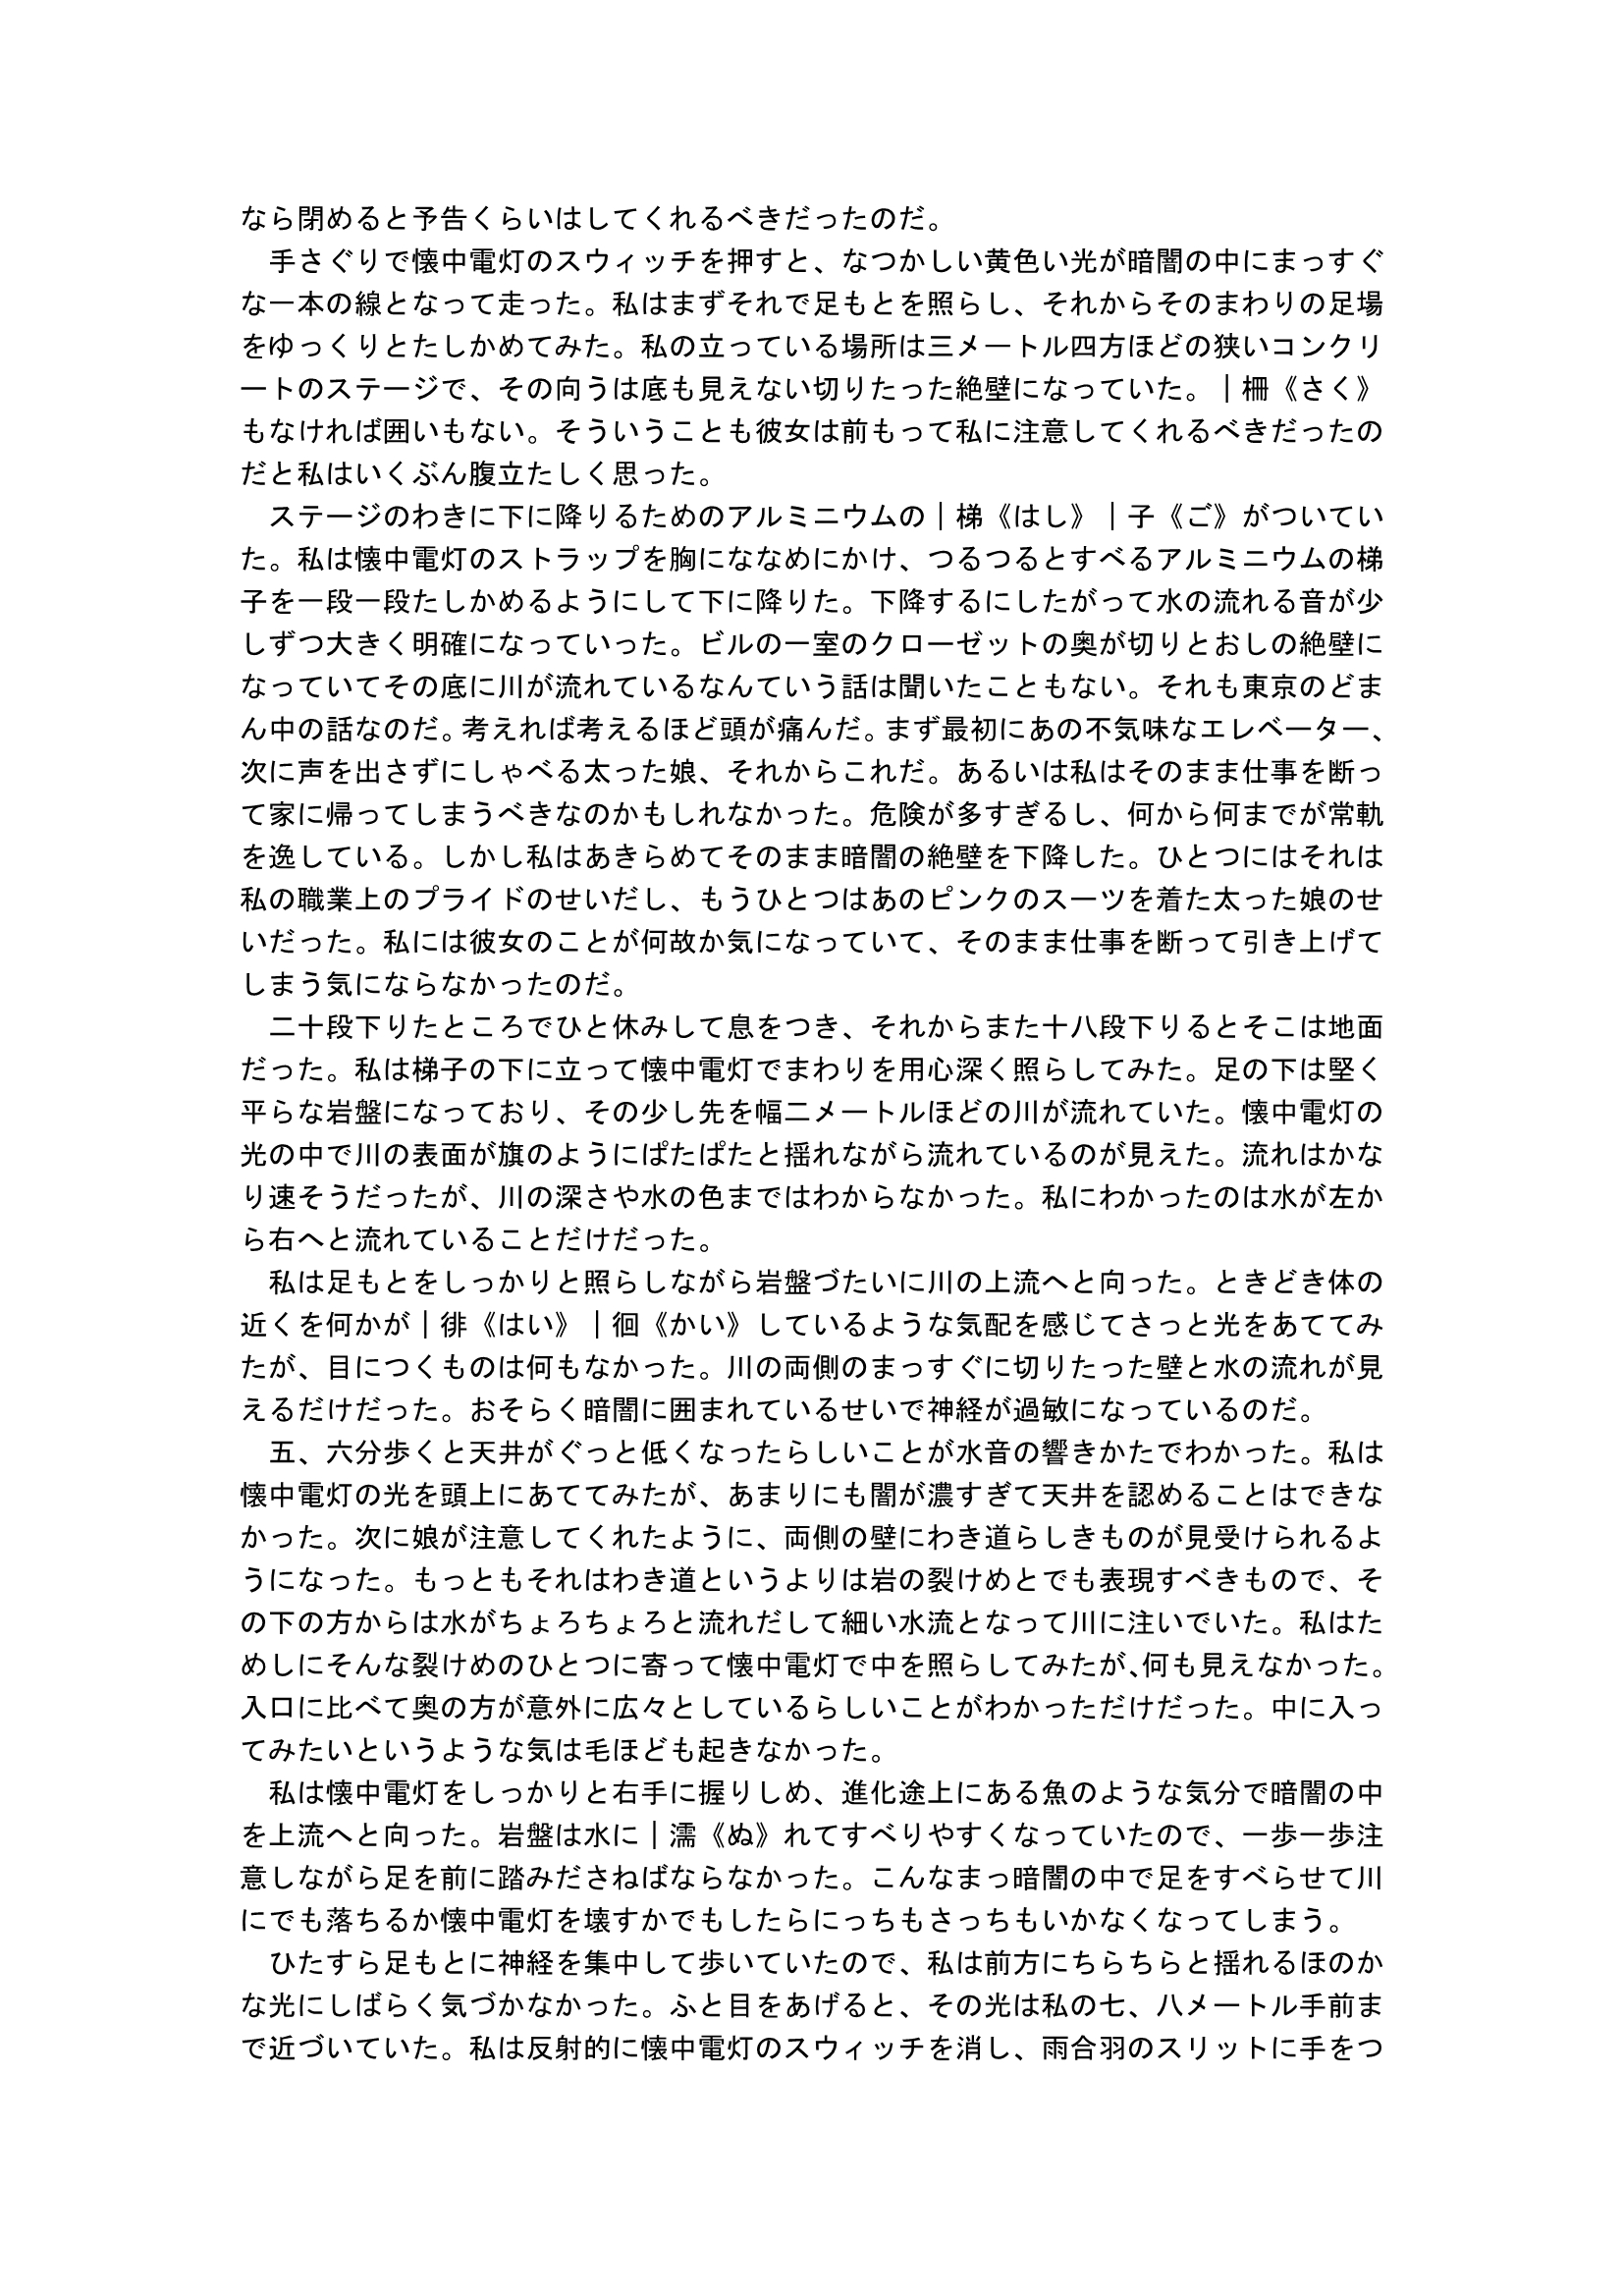 なら閉めると予告くらいはしてくれるべきだったのだ。
　手さぐりで懐中電灯のスウィッチを押すと、なつかしい黄色い光が暗闇の中にまっすぐ
な一本の線となって走った。私はまずそれで足もとを照らし、それからそのまわりの足場
をゆっくりとたしかめてみた。私の立っている場所は三メートル四方ほどの狭いコンクリ
ートのステージで、その向うは底も見えない切りたった絶壁になっていた。｜柵《さく》
もなければ囲いもない。そういうことも彼女は前もって私に注意してくれるべきだったの
だと私はいくぶん腹立たしく思った。
　ステージのわきに下に降りるためのアルミニウムの｜梯《はし》｜子《ご》がついてい
た。私は懐中電灯のストラップを胸にななめにかけ、つるつるとすべるアルミニウムの梯
子を一段一段たしかめるようにして下に降りた。下降するにしたがって水の流れる音が少
しずつ大きく明確になっていった。ビルの一室のクローゼットの奥が切りとおしの絶壁に
なっていてその底に川が流れているなんていう話は聞いたこともない。それも東京のどま
ん中の話なのだ。考えれば考えるほど頭が痛んだ。まず最初にあの不気味なエレベーター、
次に声を出さずにしゃべる太った娘、それからこれだ。あるいは私はそのまま仕事を断っ
て家に帰ってしまうべきなのかもしれなかった。危険が多すぎるし、何から何までが常軌
を逸している。しかし私はあきらめてそのまま暗闇の絶壁を下降した。ひとつにはそれは
私の職業上のプライドのせいだし、もうひとつはあのピンクのスーツを着た太った娘のせ
いだった。私には彼女のことが何故か気になっていて、そのまま仕事を断って引き上げて
しまう気にならなかったのだ。
　二十段下りたところでひと休みして息をつき、それからまた十八段下りるとそこは地面
だった。私は梯子の下に立って懐中電灯でまわりを用心深く照らしてみた。足の下は堅く
平らな岩盤になっており、その少し先を幅二メートルほどの川が流れていた。懐中電灯の
光の中で川の表面が旗のようにぱたぱたと揺れながら流れているのが見えた。流れはかな
り速そうだったが、川の深さや水の色まではわからなかった。私にわかったのは水が左か
ら右へと流れていることだけだった。
　私は足もとをしっかりと照らしながら岩盤づたいに川の上流へと向った。ときどき体の
近くを何かが｜徘《はい》｜徊《かい》しているような気配を感じてさっと光をあててみ
たが、目につくものは何もなかった。川の両側のまっすぐに切りたった壁と水の流れが見
えるだけだった。おそらく暗闇に囲まれているせいで神経が過敏になっているのだ。
　五、六分歩くと天井がぐっと低くなったらしいことが水音の響きかたでわかった。私は
懐中電灯の光を頭上にあててみたが、あまりにも闇が濃すぎて天井を認めることはできな
かった。次に娘が注意してくれたように、両側の壁にわき道らしきものが見受けられるよ
うになった。もっともそれはわき道というよりは岩の裂けめとでも表現すべきもので、そ
の下の方からは水がちょろちょろと流れだして細い水流となって川に注いでいた。私はた
めしにそんな裂けめのひとつに寄って懐中電灯で中を照らしてみたが、何も見えなかった。
入口に比べて奥の方が意外に広々としているらしいことがわかっただけだった。中に入っ
てみたいというような気は毛ほども起きなかった。
　私は懐中電灯をしっかりと右手に握りしめ、進化途上にある魚のような気分で暗闇の中
を上流へと向った。岩盤は水に｜濡《ぬ》れてすべりやすくなっていたので、一歩一歩注
意しながら足を前に踏みださねばならなかった。こんなまっ暗闇の中で足をすべらせて川
にでも落ちるか懐中電灯を壊すかでもしたらにっちもさっちもいかなくなってしまう。
　ひたすら足もとに神経を集中して歩いていたので、私は前方にちらちらと揺れるほのか
な光にしばらく気づかなかった。ふと目をあげると、その光は私の七、八メートル手前ま
で近づいていた。私は反射的に懐中電灯のスウィッチを消し、雨合羽のスリットに手をつ